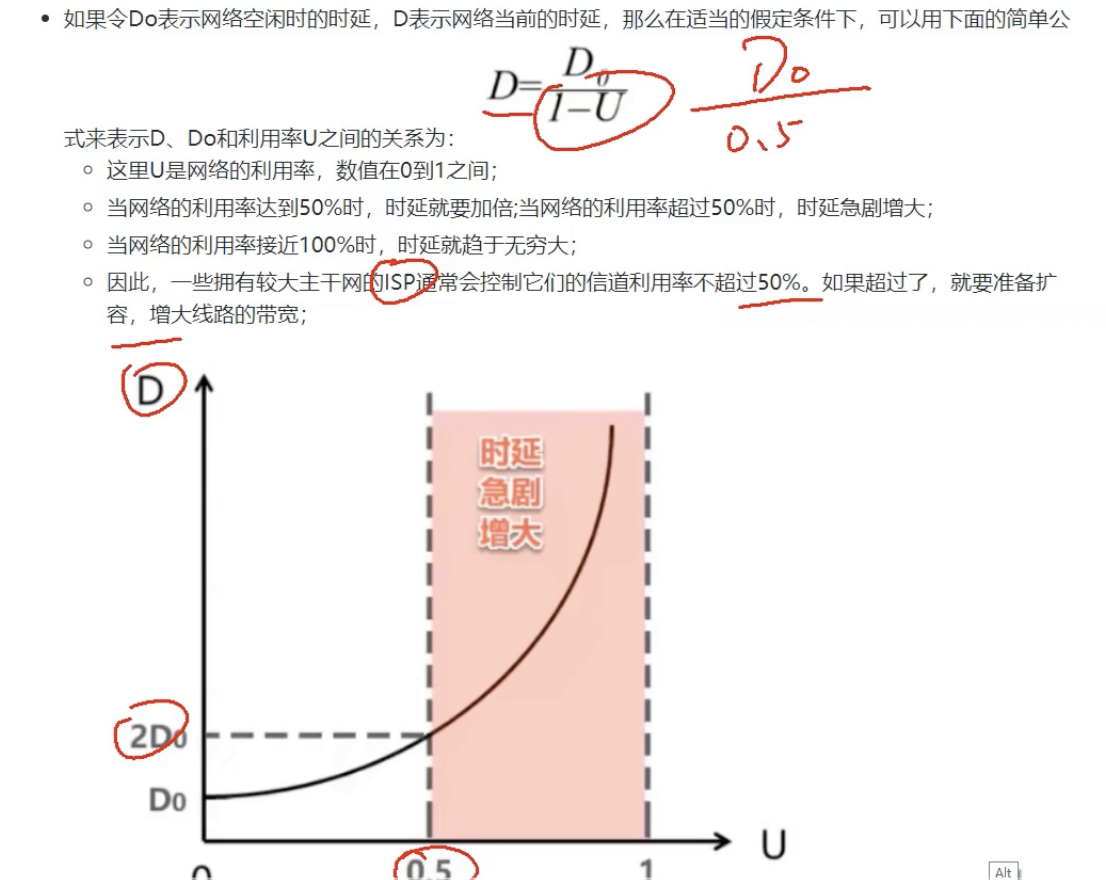 如果令Do表示网络空闲时的时延，D表示网络当前的时延，那么在适当的假定条件下，可以用下面的简单公
D=D₀/(1-U)
D₀/0.5
式来表示D、Do和利用率U之间的关系为：
这里U是网络的利用率，数值在0到1之间；
当网络的利用率达到50%时，时延就要加倍;当网络的利用率超过50%时，时延急剧增大；
当网络的利用率接近100%时，时延就趋于无穷大；
因此，一些拥有较大主干网的ISP通常会控制它们的信道利用率不超过50%。如果超过了，就要准备扩
容，增大线路的带宽；
D
时延
急剧
增大
2D₀
D₀
U
0
0.5
1
Alt